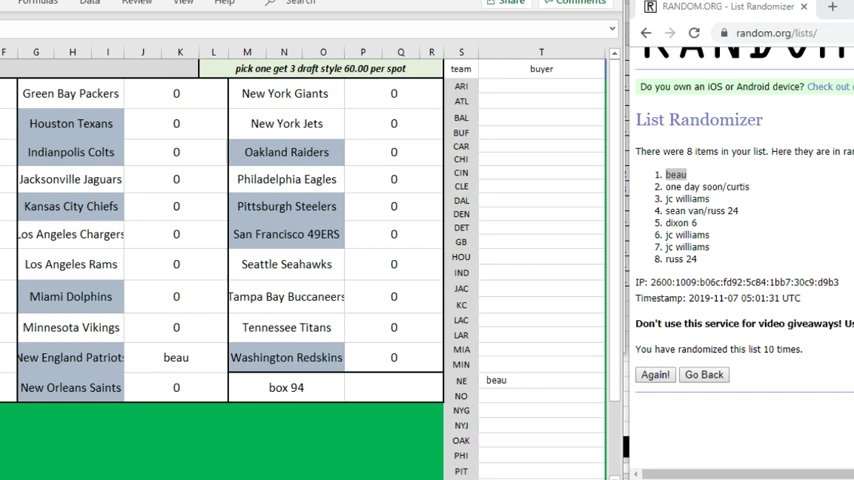 Formulas Data Review View Help Search Share Comments
F G H I J K L M N O P Q R S T
pick one get 3 draft style 60.00 per spot team buyer
Green Bay Packers 0 New York Giants 0 ARI
ATL
Houston Texans 0 New York Jets 0 BAL
BUF
Indianpolis Colts 0 Oakland Raiders 0 CAR
CHI
Jacksonville Jaguars 0 Philadelphia Eagles 0 CIN
CLE
Kansas City Chiefs 0 Pittsburgh Steelers 0 DAL
DEN
Los Angeles Chargers 0 San Francisco 49ERS 0 DET
GB
Los Angeles Rams 0 Seattle Seahawks 0 HOU
IND
Miami Dolphins 0 Tampa Bay Buccaneers 0 JAC
KC
Minnesota Vikings 0 Tennessee Titans 0 LAC
LAR
New England Patriots beau Washington Redskins 0 MIA
MIN
New Orleans Saints 0 box 94 NE beau
NO
NYG
NYJ
OAK
PHI
PIT
RANDOM.ORG - List Randomizer
random.org/lists/
Do you own an iOS or Android device? Check out
List Randomizer
There were 8 items in your list. Here they are in ra
1. beau
2. one day soon/curtis
3. jc williams
4. sean van/russ 24
5. dixon 6
6. jc williams
7. jc williams
8. russ 24
IP: 2600:1009:b06c:fd92:5c84:1bb7:30c9:d9b3
Timestamp: 2019-11-07 05:01:31 UTC
Don't use this service for video giveaways! Us
You have randomized this list 10 times.
Again! Go Back